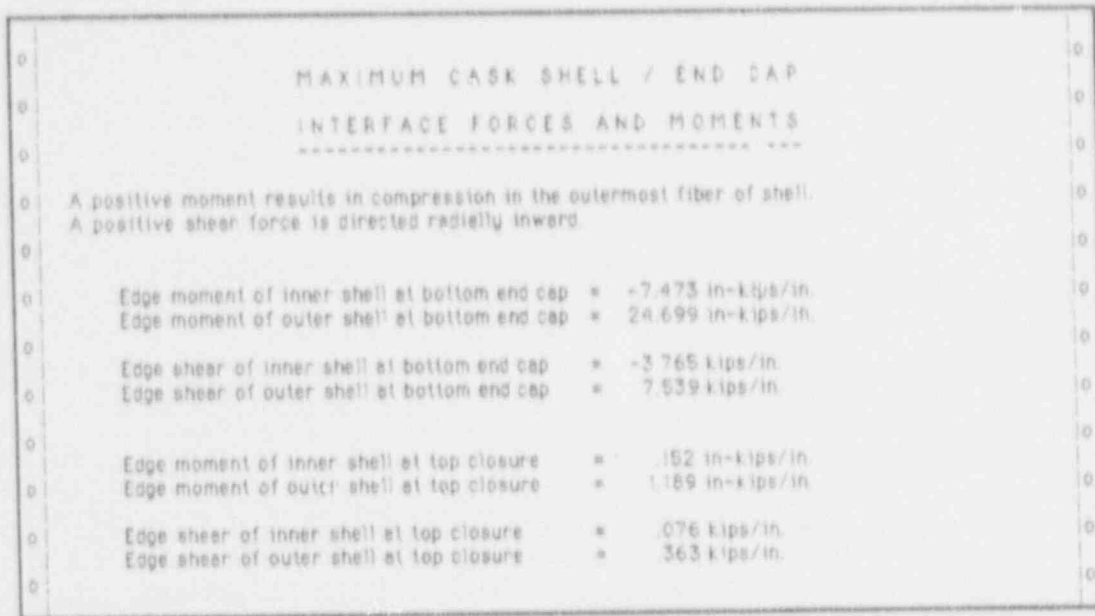 MAXIMUM CASK SHELL / END CAP
INTERFACE FORCES AND MOMENTS
A positive moment results in compression in the outermost fiber of shell.
A positive shear force is directed radially inward.
Edge moment of inner shell at bottom end cap = -7.473 in-kips/in.
Edge moment of outer shell at bottom end cap = 24.699 in-kips/in.
Edge shear of inner shell at bottom end cap = -3.765 kips/in.
Edge shear of outer shell at bottom end cap = 7.539 kips/in.
Edge moment of inner shell at top closure = .152 in-kips/in.
Edge moment of outer shell at top closure = 1.189 in-kips/in.
Edge shear of inner shell at top closure = .076 kips/in.
Edge shear of outer shell at top closure = .363 kips/in.